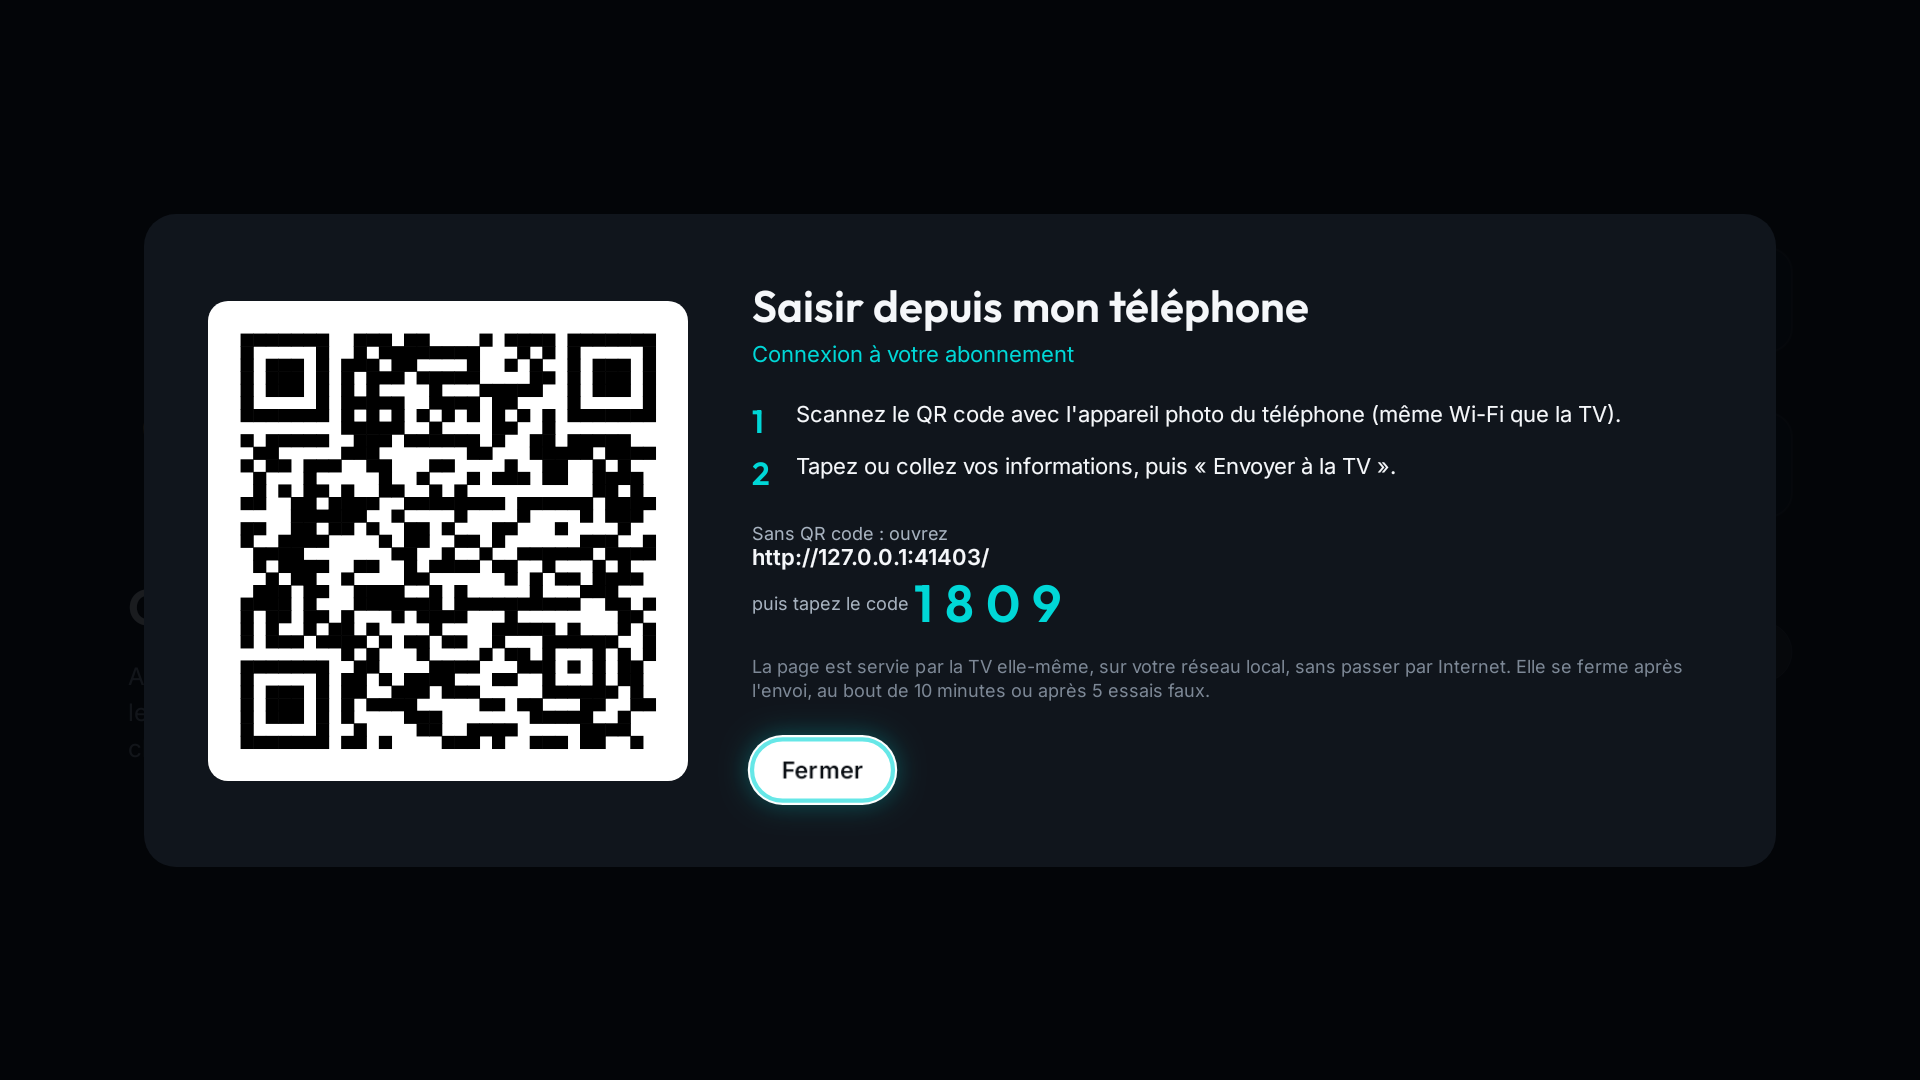 Saisir depuis mon téléphone
Connexion à votre abonnement
1 Scannez le QR code avec l'appareil photo du téléphone (même Wi-Fi que la TV).
2 Tapez ou collez vos informations, puis « Envoyer à la TV ».
Sans QR code : ouvrez
http://127.0.0.1:41403/
puis tapez le code 1809
La page est servie par la TV elle-même, sur votre réseau local, sans passer par Internet. Elle se ferme après
l'envoi, au bout de 10 minutes ou après 5 essais faux.
Fermer